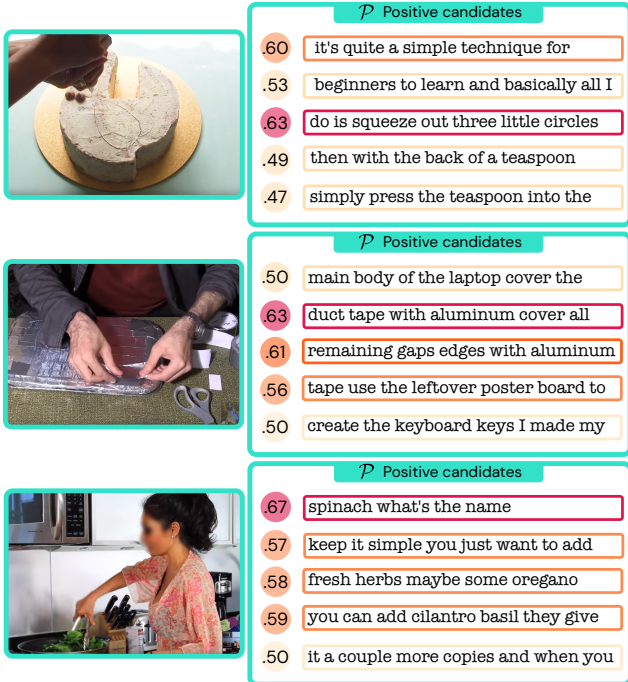 𝒫 Positive candidates
.60 it's quite a simple technique for
.53 beginners to learn and basically all I
.63 do is squeeze out three little circles
.49 then with the back of a teaspoon
.47 simply press the teaspoon into the
𝒫 Positive candidates
.50 main body of the laptop cover the
.63 duct tape with aluminum cover all
.61 remaining gaps edges with aluminum
.56 tape use the leftover poster board to
.50 create the keyboard keys I made my
𝒫 Positive candidates
.67 spinach what's the name
.57 keep it simple you just want to add
.58 fresh herbs maybe some oregano
.59 you can add cilantro basil they give
.50 it a couple more copies and when you